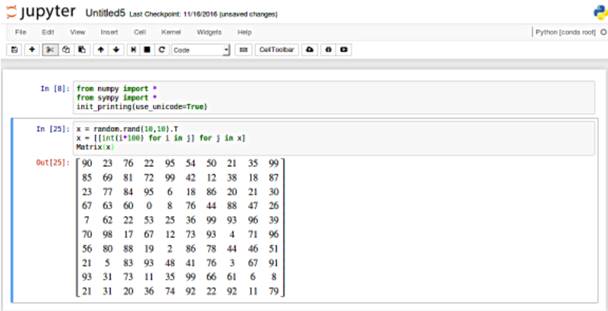 jupyter Untitled5 Last Checkpoint: 11/16/2016 (unsaved changes)
File Edit View Insert Cell Kernel Widgets Help Python [conda root]
Code CellToolbar
In [8]: from numpy import *
from sympy import *
init_printing(use_unicode=True)
In [25]: x = random.rand(10,10).T
x = [[int(i*100) for i in j] for j in x]
Matrix(x)
Out[25]: 90 23 76 22 95 54 50 21 35 99
85 69 81 72 99 42 12 38 18 87
23 77 84 95 6 18 86 20 21 30
67 63 60 0 8 76 44 88 47 26
7 62 22 53 25 36 99 93 96 39
70 98 17 67 12 73 93 4 71 96
56 80 88 19 2 86 78 44 46 51
21 5 83 93 48 41 76 3 67 91
93 31 73 11 35 99 66 61 6 8
21 31 20 36 74 92 22 92 11 79